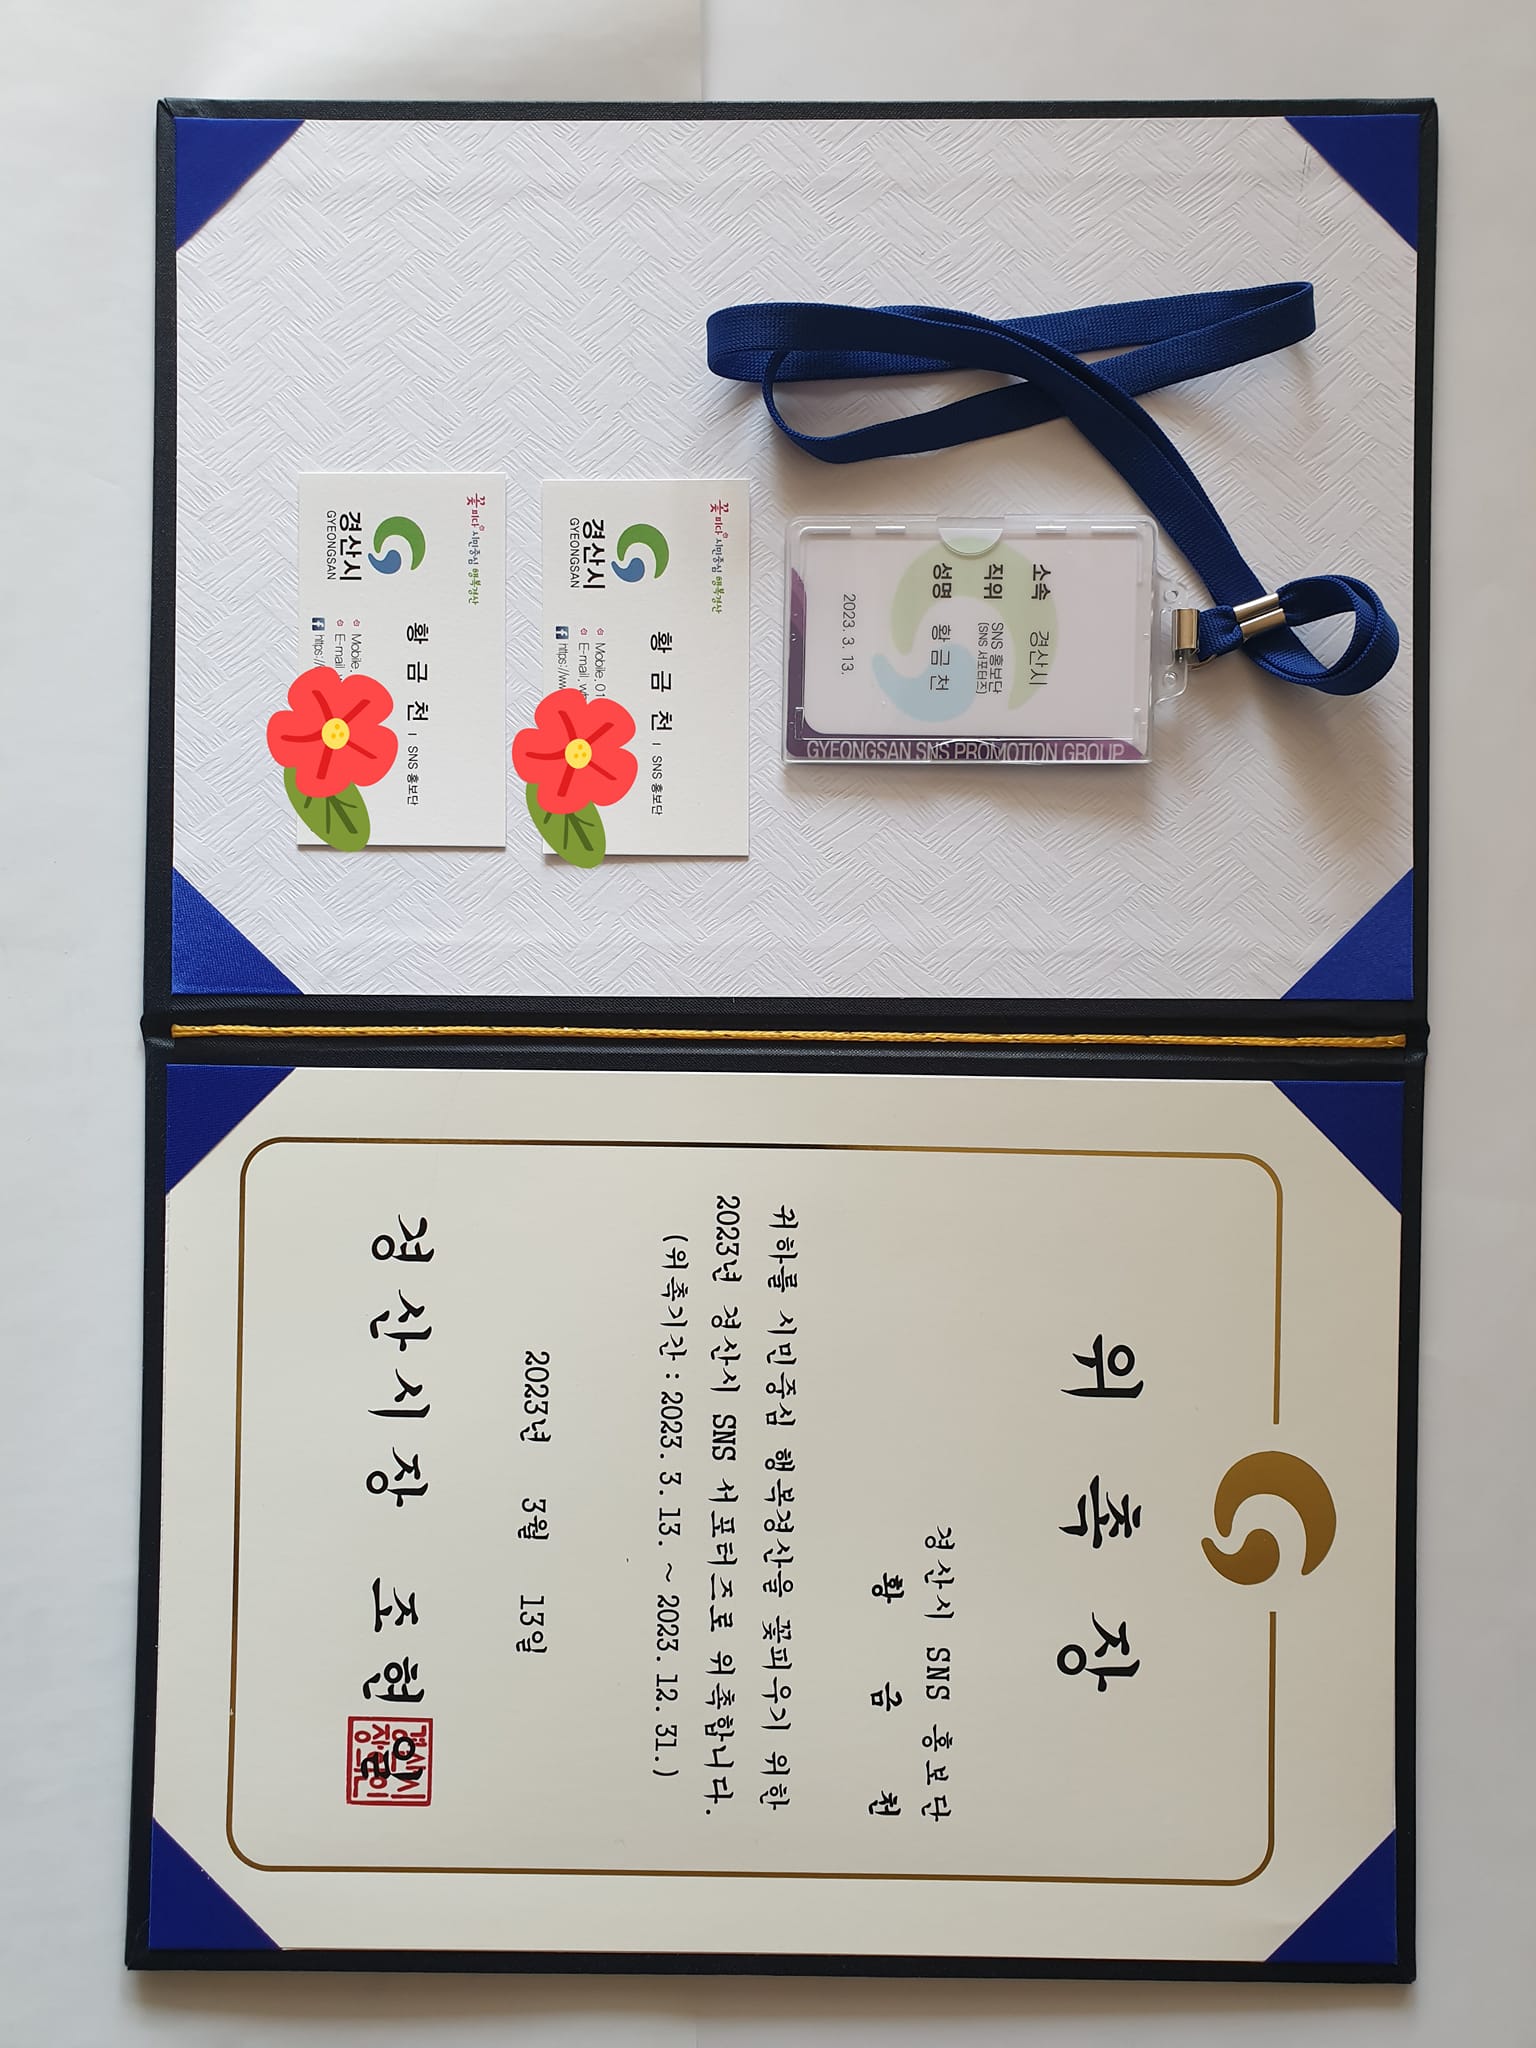 꽃피다 시민중심 행복경산
경산시
GYEONGSAN
황 금 천 | SNS 홍보단
Mobile.
E-mail.
https://
꽃피다 시민중심 행복경산
경산시
GYEONGSAN
황 금 천 | SNS 홍보단
Mobile. 01
E-mail.
https://
소속 경산시
직위 SNS 홍보단
(SNS 서포터즈)
성명 황금천
2023. 3. 13.
GYEONGSAN SNS PROMOTION GROUP
위 촉 장
경산시 SNS 홍보단
황 금 천
귀하를 시민중심 행복경산을 꽃피우기 위한
2023년 경산시 SNS 서포터즈로 위촉합니다.
(위촉기간 : 2023. 3. 13. ~ 2023. 12. 31.)
2023년 3월 13일
경산시장 조현일